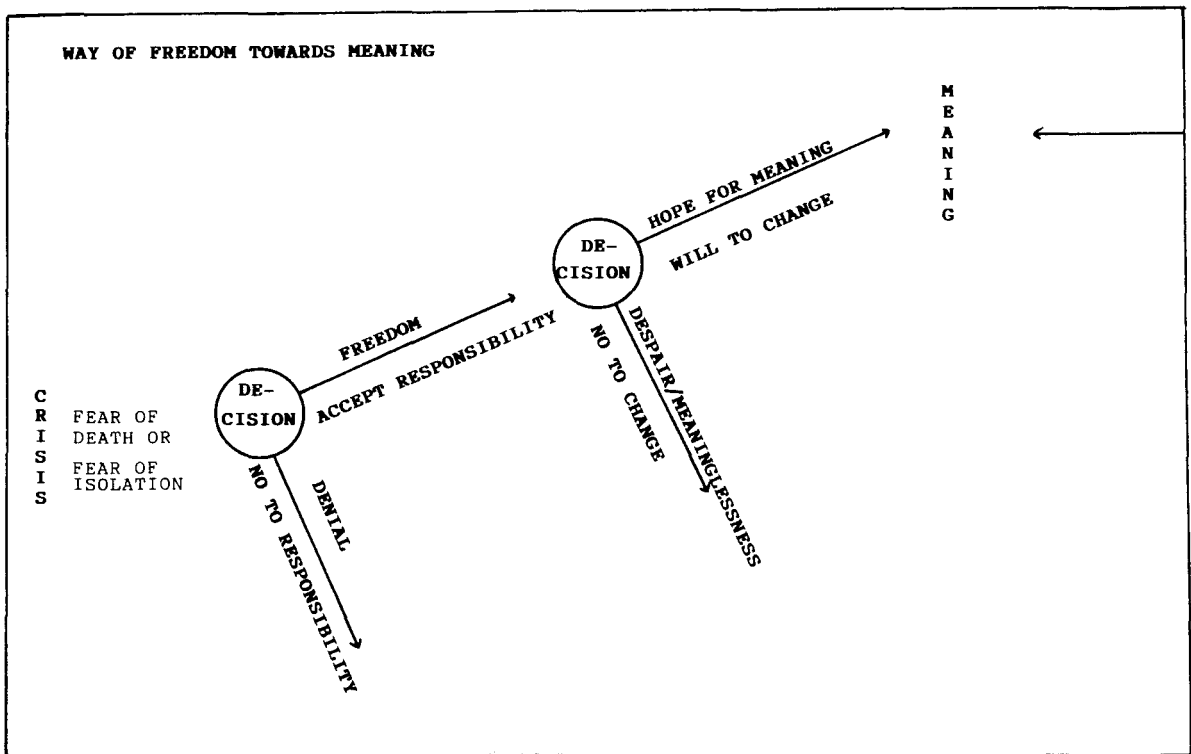 WAY OF FREEDOM TOWARDS MEANING
MEANING
HOPE FOR MEANING
WILL TO CHANGE
DE-
CISION
DESPAIR/MEANINGLESSNESS
NO TO CHANGE
FREEDOM
ACCEPT RESPONSIBILITY
DE-
CISION
CRISIS
FEAR OF
DEATH OR
FEAR OF
ISOLATION
DENIAL
NO TO RESPONSIBILITY